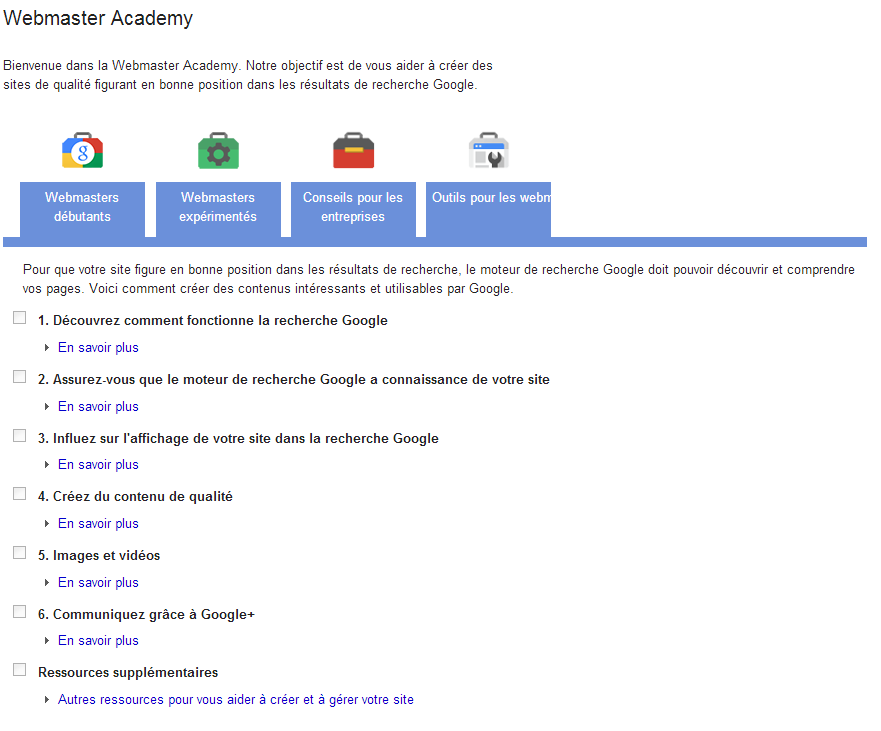 Webmaster Academy
Bienvenue dans la Webmaster Academy. Notre objectif est de vous aider à créer des
sites de qualité figurant en bonne position dans les résultats de recherche Google.
g
Webmasters
débutants
Webmasters
expérimentés
Conseils pour les
entreprises
Outils pour les webm
Pour que votre site figure en bonne position dans les résultats de recherche, le moteur de recherche Google doit pouvoir découvrir et comprendre
vos pages. Voici comment créer des contenus intéressants et utilisables par Google.
1. Découvrez comment fonctionne la recherche Google
En savoir plus
2. Assurez-vous que le moteur de recherche Google a connaissance de votre site
En savoir plus
3. Influez sur l'affichage de votre site dans la recherche Google
En savoir plus
4. Créez du contenu de qualité
En savoir plus
5. Images et vidéos
En savoir plus
6. Communiquez grâce à Google+
En savoir plus
Ressources supplémentaires
Autres ressources pour vous aider à créer et à gérer votre site